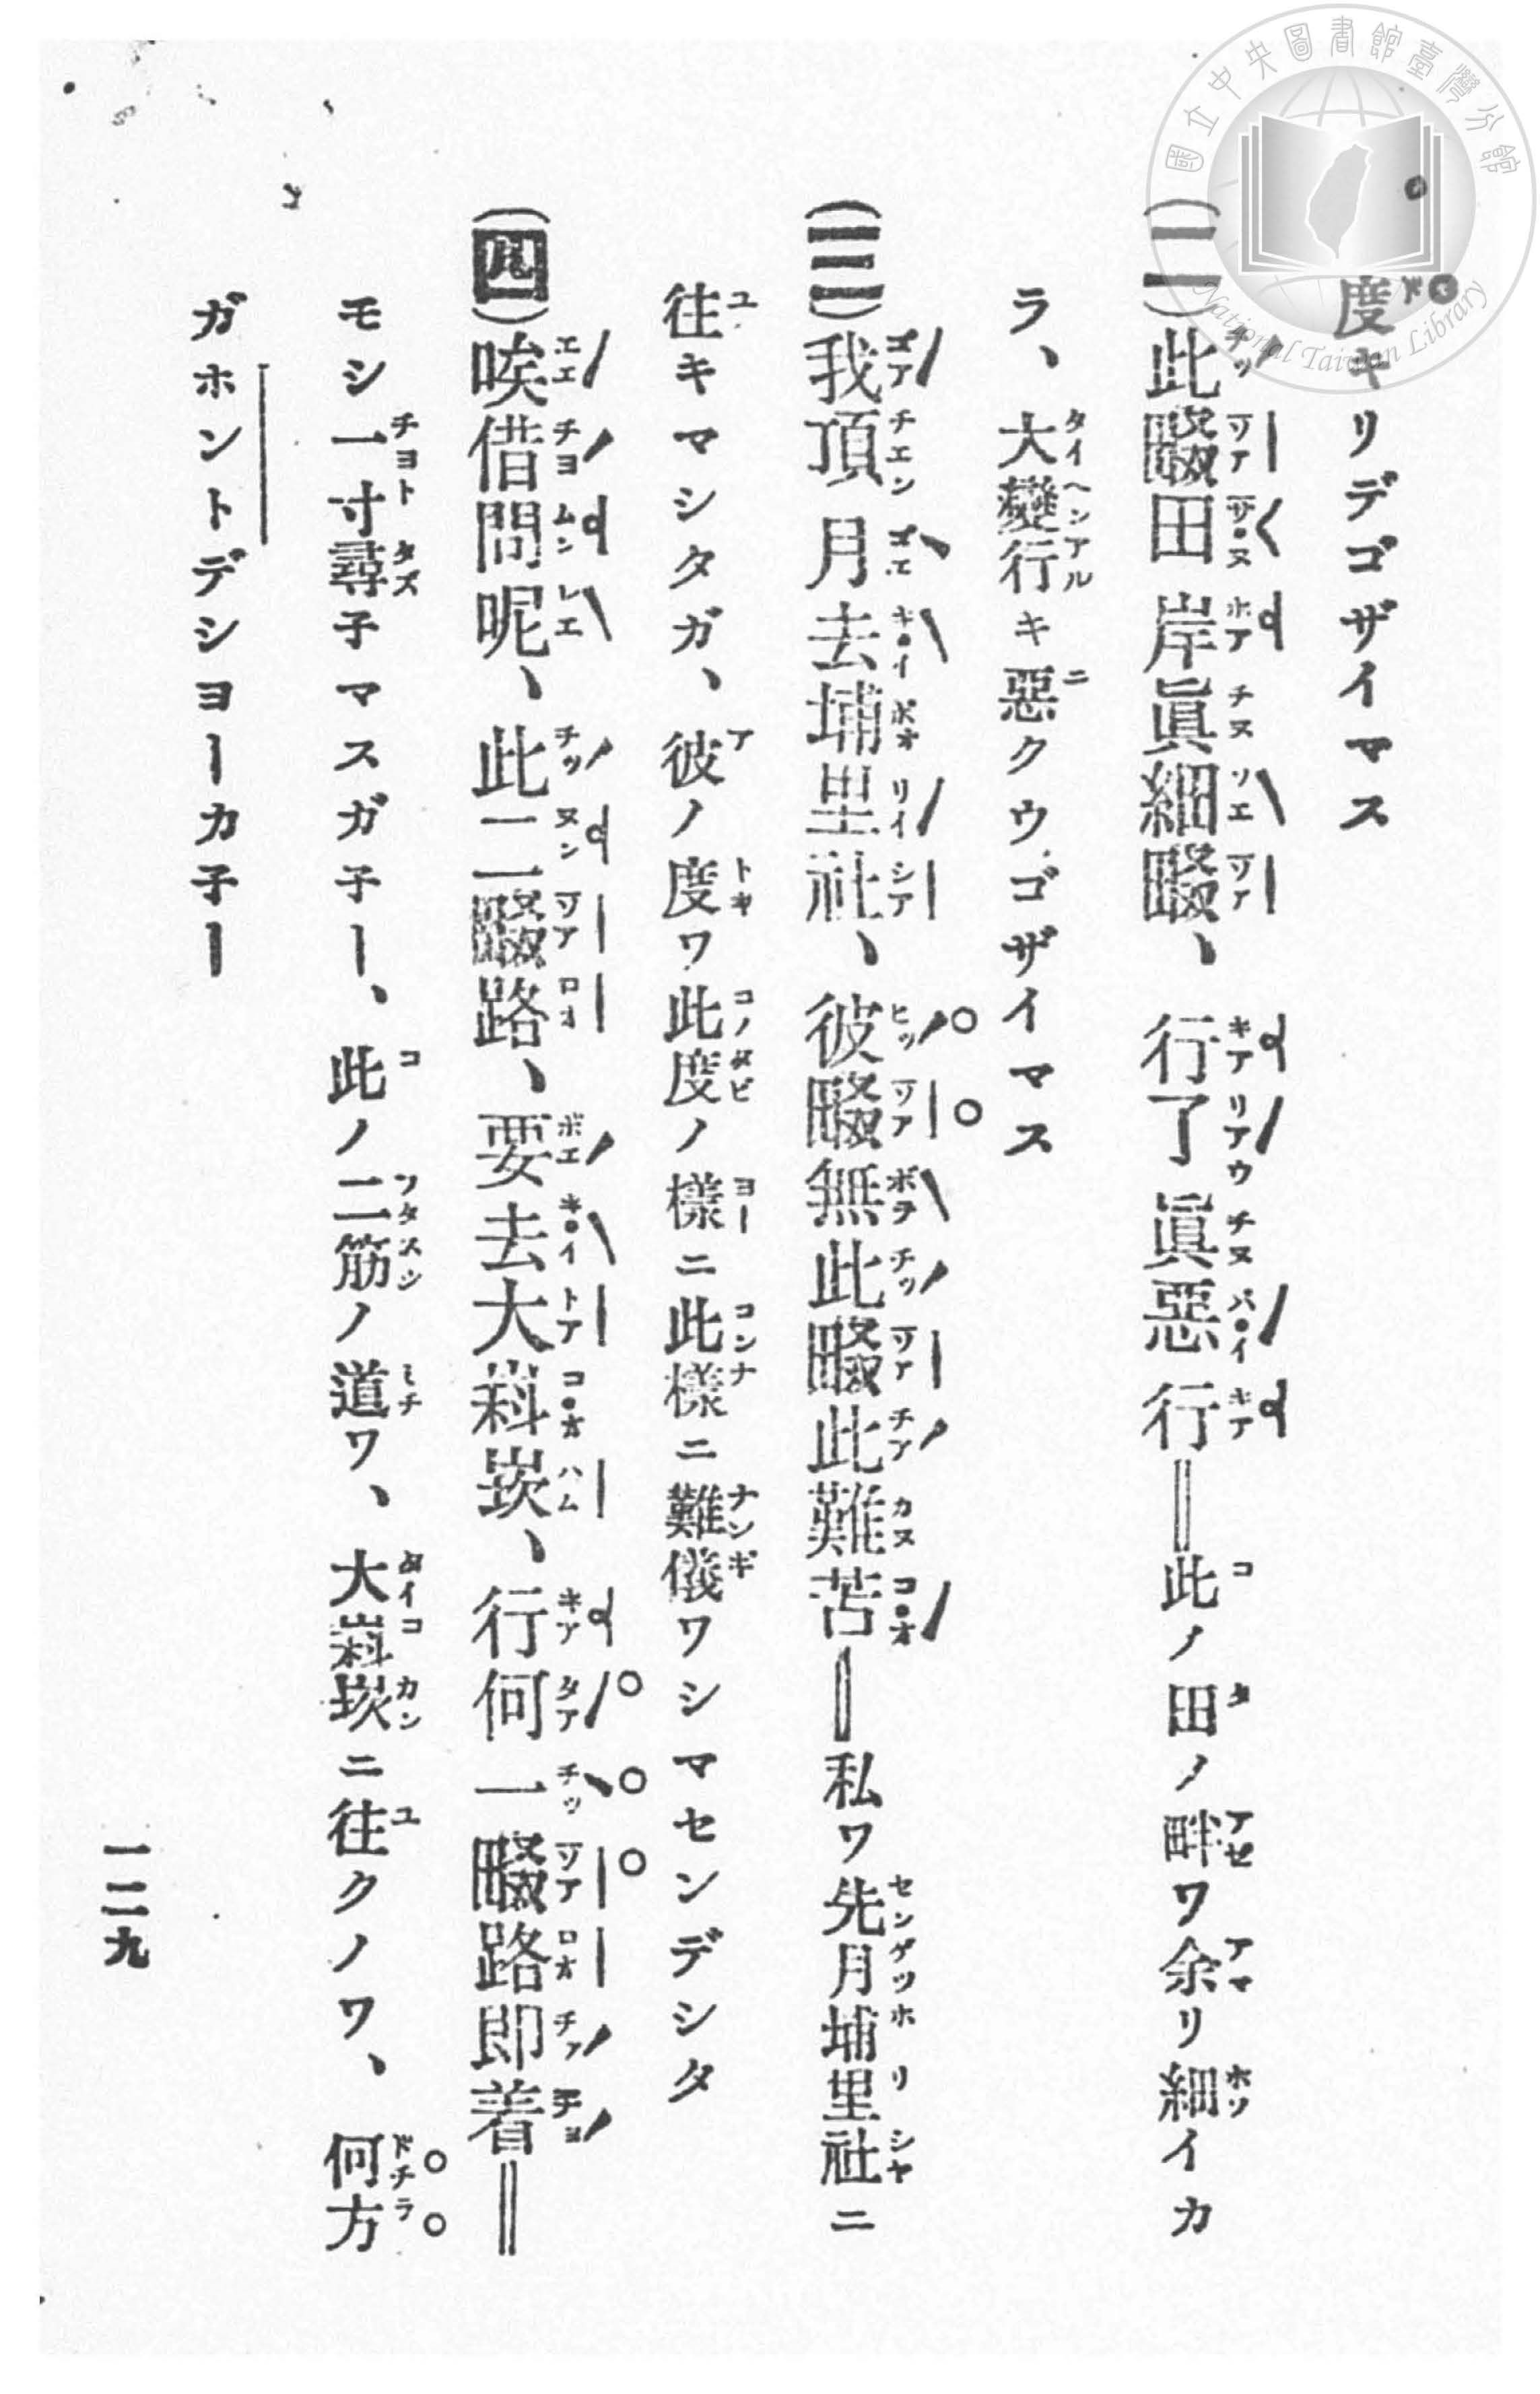 度キリデゴザイマス
(二)此畷田岸眞細畷、行了眞惡行‖此ノ田ノ畔ワ余リ細イカ
ラ、大變行キ惡クウゴザイマス
(三)我頂月去埔里社、彼畷無此畷此難苦‖私ワ先月埔里社ニ
往キマシタガ、彼ノ度ワ此度ノ樣ニ此樣ニ難儀ワシマセンデシタ
(四)唉借問呢、此二畷路、要去大嵙崁、行何一畷路即着‖
モシ一寸尋子マスガ子ー、此ノ二筋ノ道ワ、大嵙崁ニ往クノワ、何方
ガホントデショーカ子ー
一二九
國立中央圖書館臺灣分館
National Taiwan Library